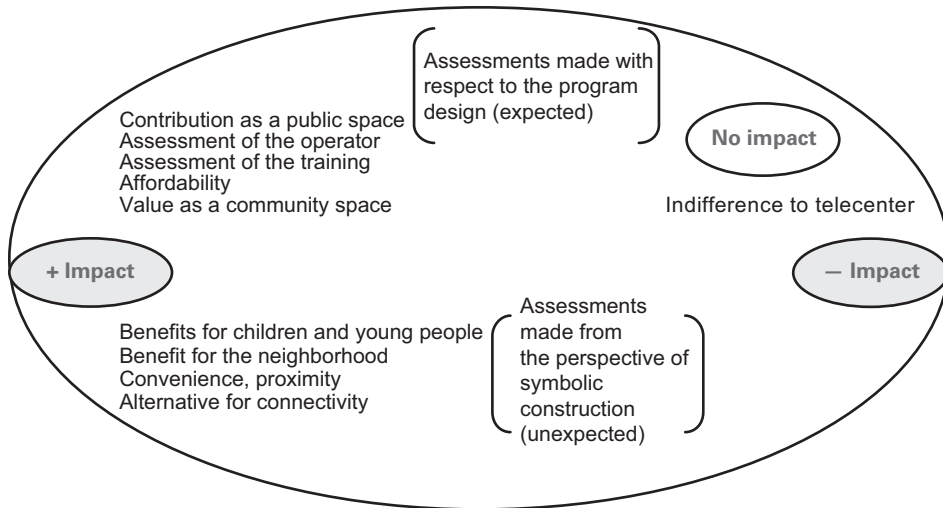 Assessments made with
respect to the program
design (expected)
Contribution as a public space
Assessment of the operator
Assessment of the training
Affordability
Value as a community space
No impact
Indifference to telecenter
+ Impact
— Impact
Benefits for children and young people
Benefit for the neighborhood
Convenience, proximity
Alternative for connectivity
Assessments
made from
the perspective of
symbolic
construction
(unexpected)